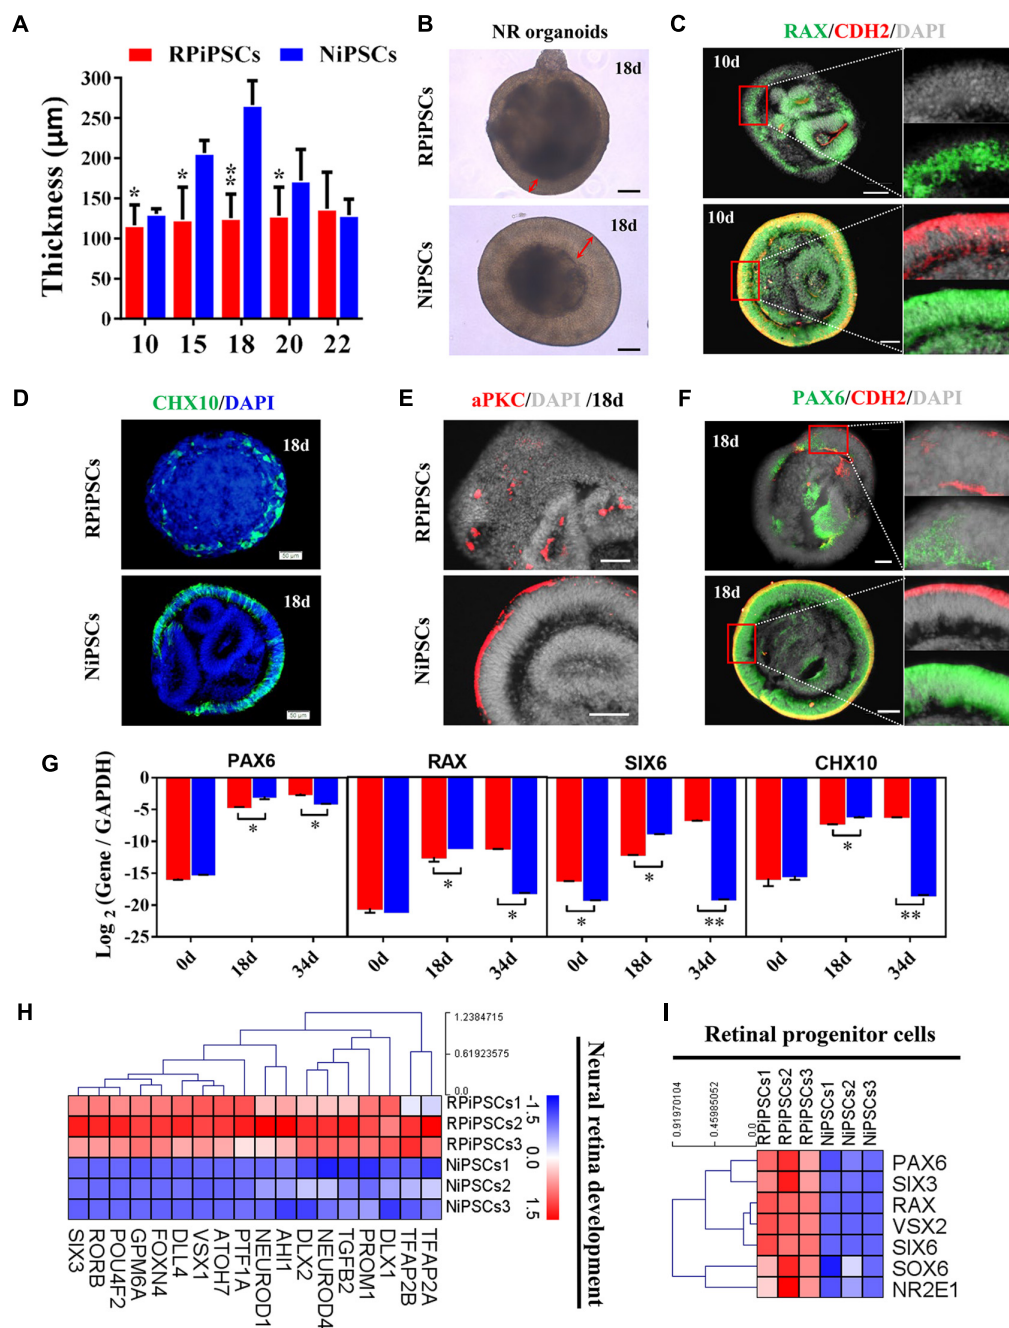 A
RPiPSCs
NiPSCs
Thickness (μm)
300
250
200
150
100
50
0
*
*
**
*
10
15
18
20
22
B
NR organoids
18d
RPiPSCs
18d
NiPSCs
C
RAX/CDH2/DAPI
10d
10d
D
CHX10/DAPI
18d
RPiPSCs
50 μm
18d
NiPSCs
50 μm
E
aPKC/DAPI /18d
RPiPSCs
NiPSCs
F
PAX6/CDH2/DAPI
18d
18d
G
PAX6
RAX
SIX6
CHX10
Log 2 (Gene / GAPDH)
0
-5
-10
-15
-20
-25
*
*
*
*
*
*
**
*
**
0d
18d
34d
0d
18d
34d
0d
18d
34d
0d
18d
34d
H
1.2384715
0.61923575
0.0
RPiPSCs1
RPiPSCs2
RPiPSCs3
NiPSCs1
NiPSCs2
NiPSCs3
-1.5
0.0
1.5
Neural retina development
SIX3
RORB
POU4F2
GPM6A
FOXN4
DLL4
VSX1
ATOH7
PTF1A
NEUROD1
AHI1
DLX2
NEUROD4
TGFB2
PROM1
DLX1
TFAP2B
TFAP2A
I
Retinal progenitor cells
0.91970104
0.45985052
0.0
RPiPSCs1
RPiPSCs2
RPiPSCs3
NiPSCs1
NiPSCs2
NiPSCs3
PAX6
SIX3
RAX
VSX2
SIX6
SOX6
NR2E1